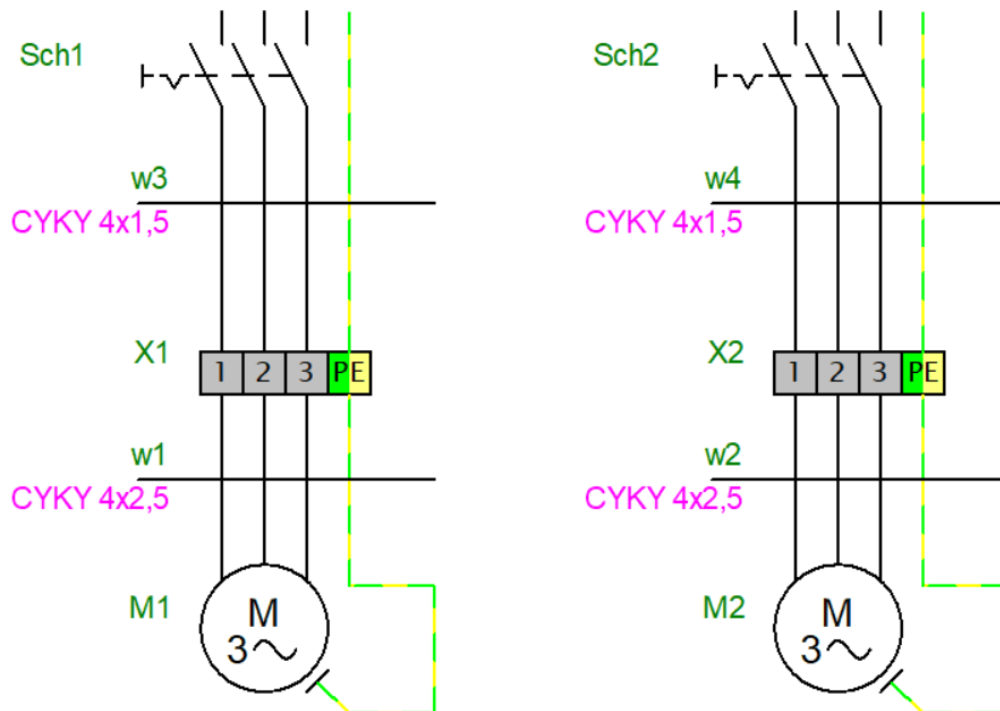 Sch1
w3
CYKY 4x1,5
X1
1 2 3 PE
w1
CYKY 4x2,5
M1
M
3~
Sch2
w4
CYKY 4x1,5
X2
1 2 3 PE
w2
CYKY 4x2,5
M2
M
3~